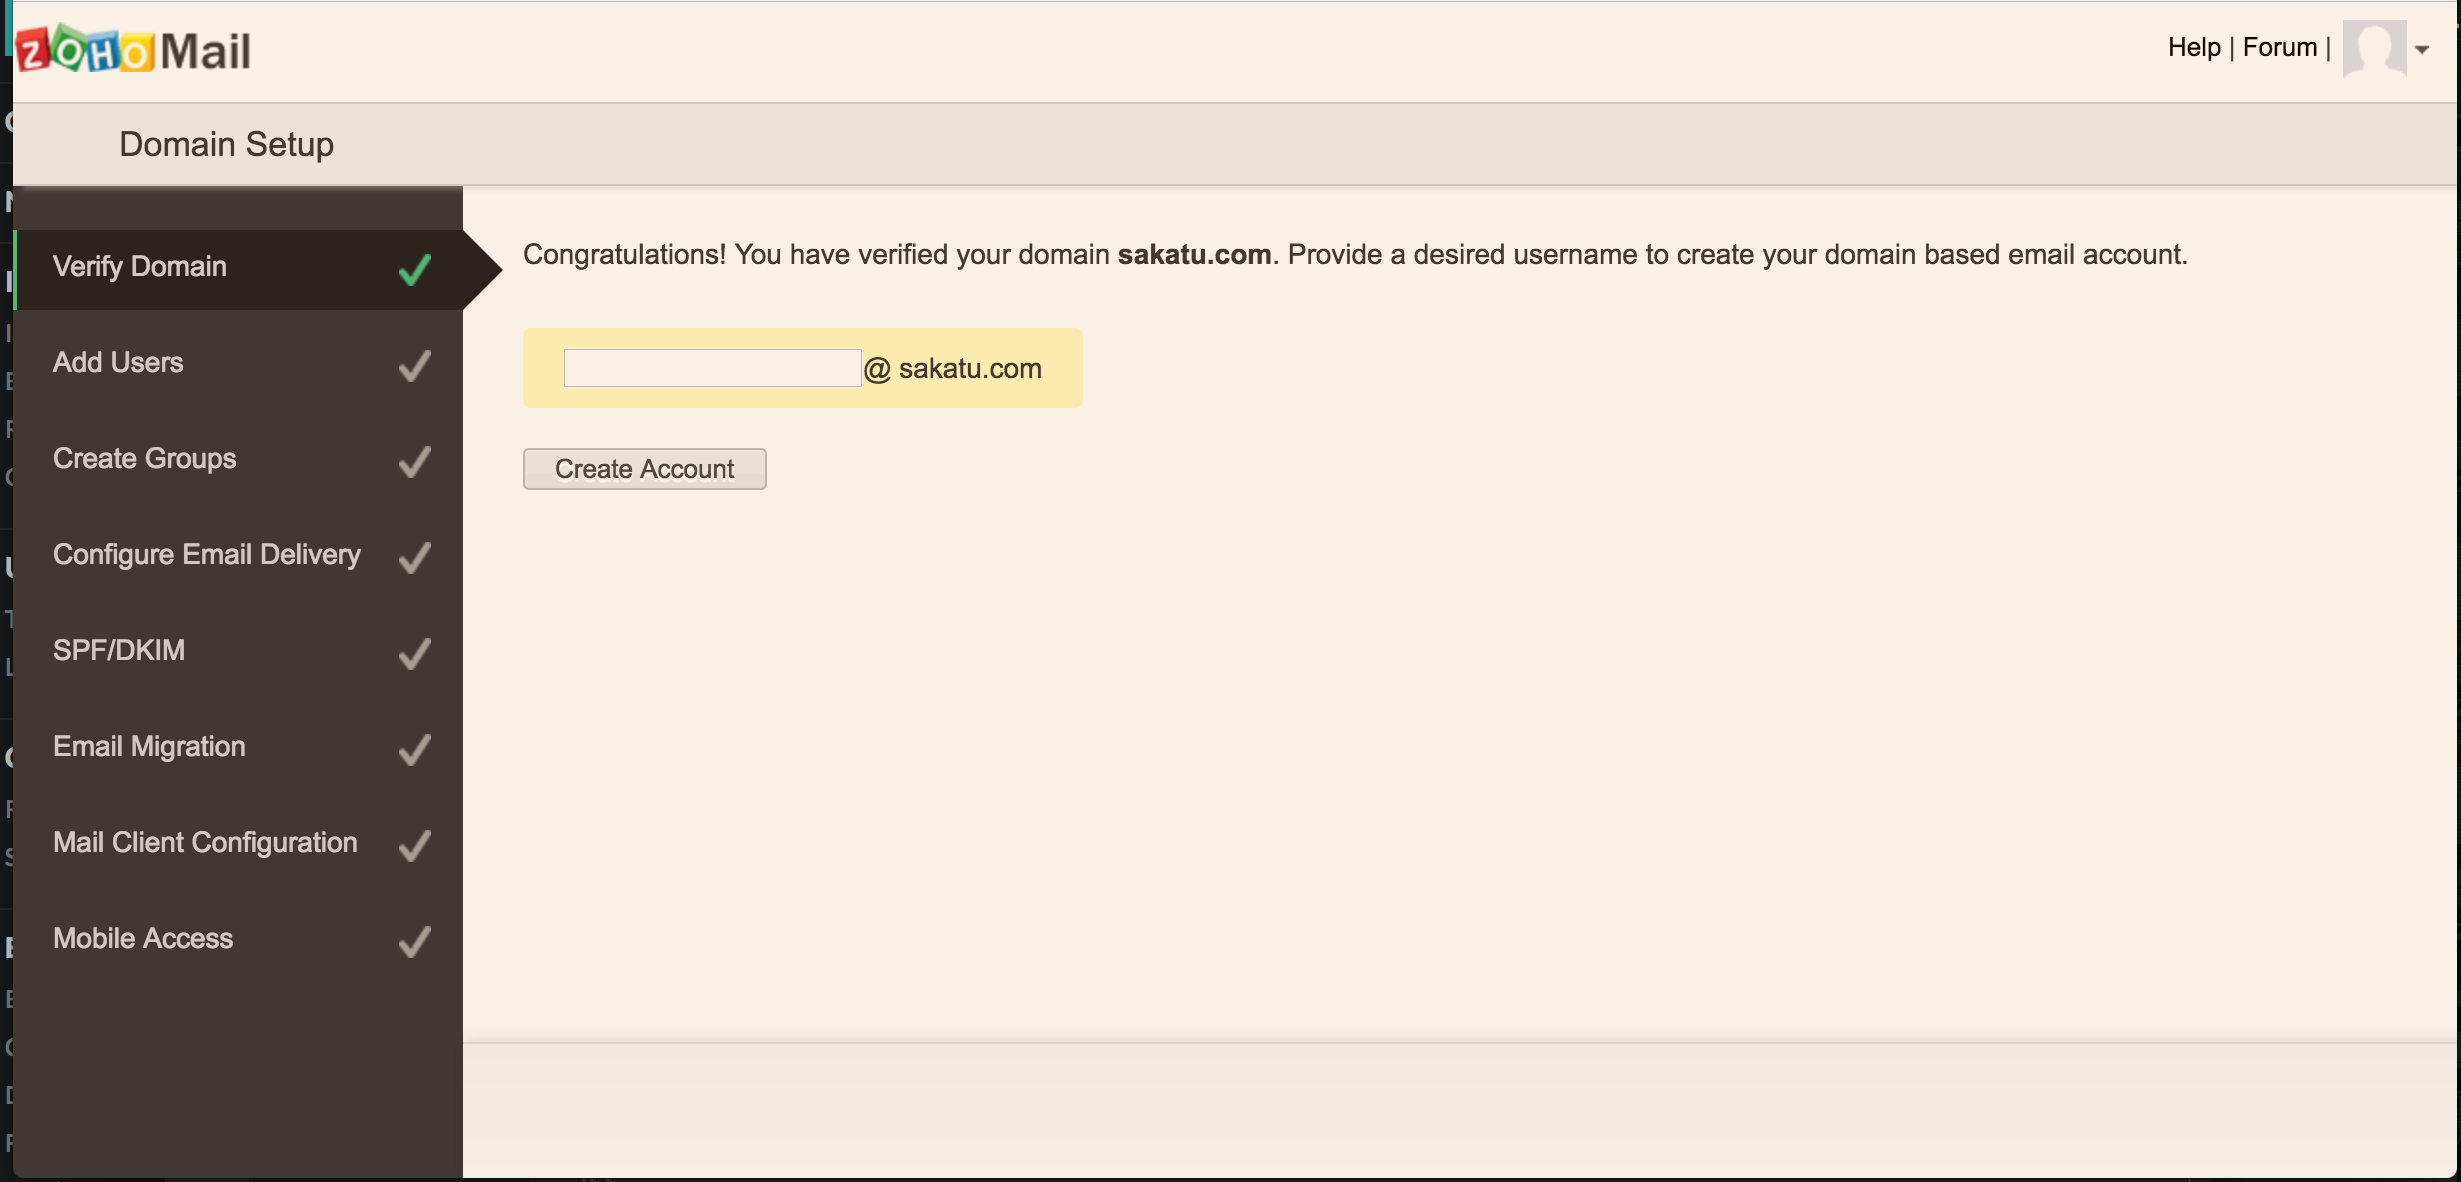 ZOHO Mail
Help | Forum |
Domain Setup
Verify Domain
Add Users
Create Groups
Configure Email Delivery
SPF/DKIM
Email Migration
Mail Client Configuration
Mobile Access
Congratulations! You have verified your domain sakatu.com. Provide a desired username to create your domain based email account.
@ sakatu.com
Create Account